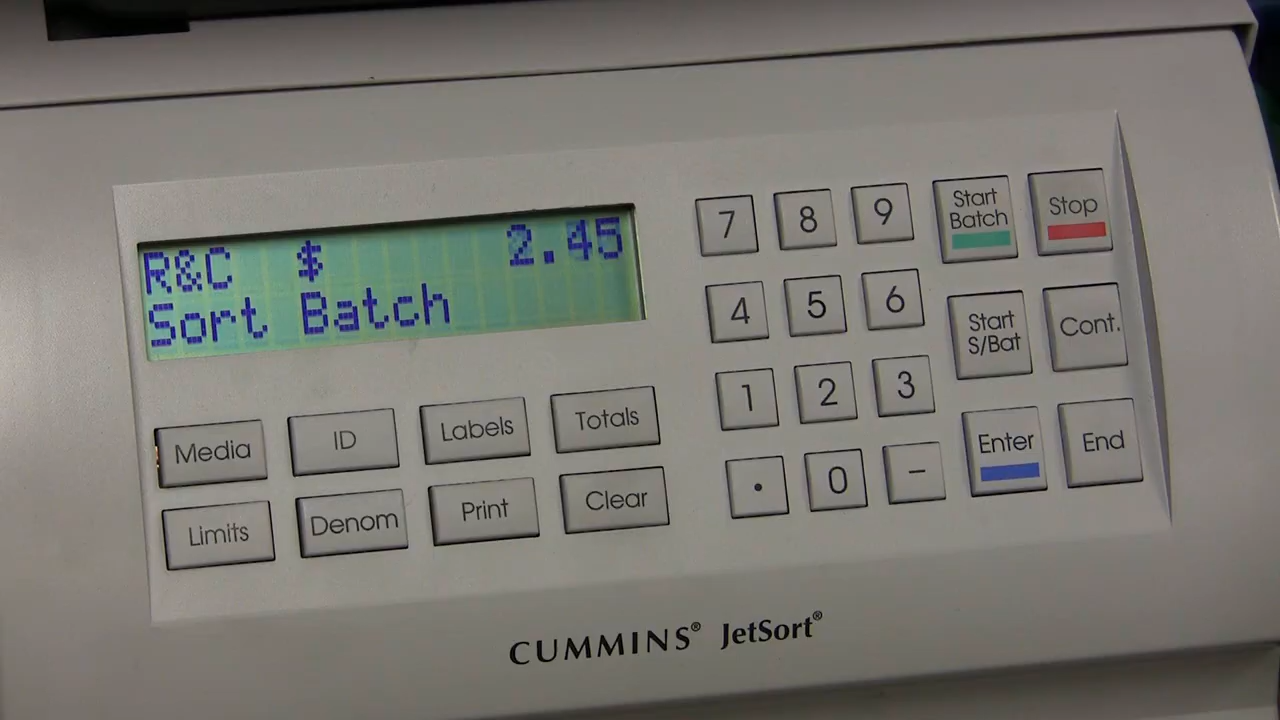 R&C $ 2.45
Sort Batch
Media ID Labels Totals
Limits Denom Print Clear
7 8 9
4 5 6
1 2 3
. 0 -
Start Batch
Stop
Start S/Bat
Cont.
Enter
End
CUMMINS® JetSort®